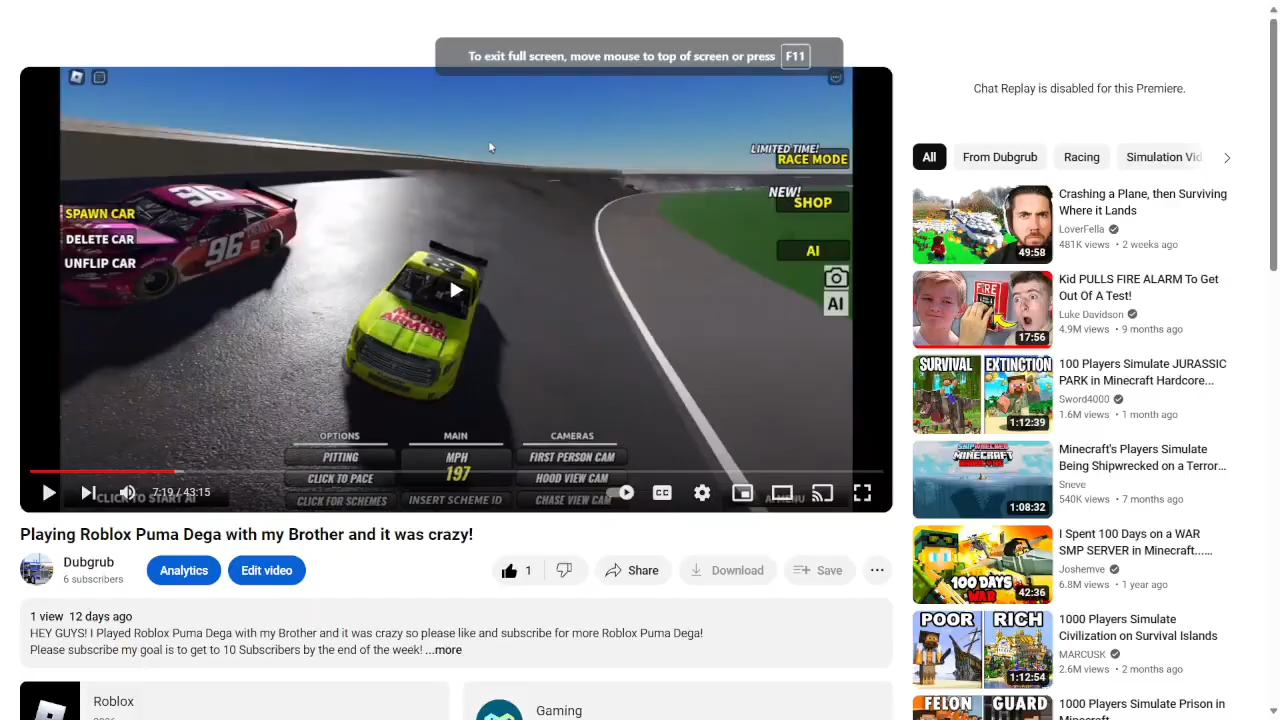 To exit full screen, move mouse to top of screen or press F11
LIMITED TIME!
RACE MODE
NEW!
SHOP
AI
AI
SPAWN CAR
DELETE CAR
UNFLIP CAR
96
96
WORD
ARMOR
OPTIONS
MAIN
CAMERAS
PITTING
MPH
FIRST PERSON CAM
CLICK TO PACE
197
HOOD VIEW CAM
CLICK FOR SCHEMES
INSERT SCHEME ID
CHASE VIEW CAM
7:19 / 43:15
CC
Playing Roblox Puma Dega with my Brother and it was crazy!
Dubgrub
6 subscribers
Analytics
Edit video
1
Share
Download
Save
1 view 12 days ago
HEY GUYS! I Played Roblox Puma Dega with my Brother and it was crazy so please like and subscribe for more Roblox Puma Dega!
Please subscribe my goal is to get to 10 Subscribers by the end of the week! ...more
Roblox
Gaming
Chat Replay is disabled for this Premiere.
All
From Dubgrub
Racing
Simulation Vid
Crashing a Plane, then Surviving
Where it Lands
LoverFella
481K views • 2 weeks ago
49:58
Kid PULLS FIRE ALARM To Get
Out Of A Test!
Luke Davidson
4.9M views • 9 months ago
FIRE
17:56
100 Players Simulate JURASSIC
PARK in Minecraft Hardcore...
Sword4000
1.6M views • 1 month ago
SURVIVAL
EXTINCTION
1:12:39
Minecraft's Players Simulate
Being Shipwrecked on a Terror...
Sneve
540K views • 7 months ago
SHIPWRECKED
MINECRAFT
1:08:32
I Spent 100 Days on a WAR
SMP SERVER in Minecraft......
Joshemve
6.8M views • 1 year ago
100 DAYS
WAR
42:36
1000 Players Simulate
Civilization on Survival Islands
MARCUSK
2.6M views • 2 months ago
POOR
RICH
1:12:54
1000 Players Simulate Prison in
Minecraft
FELON
GUARD